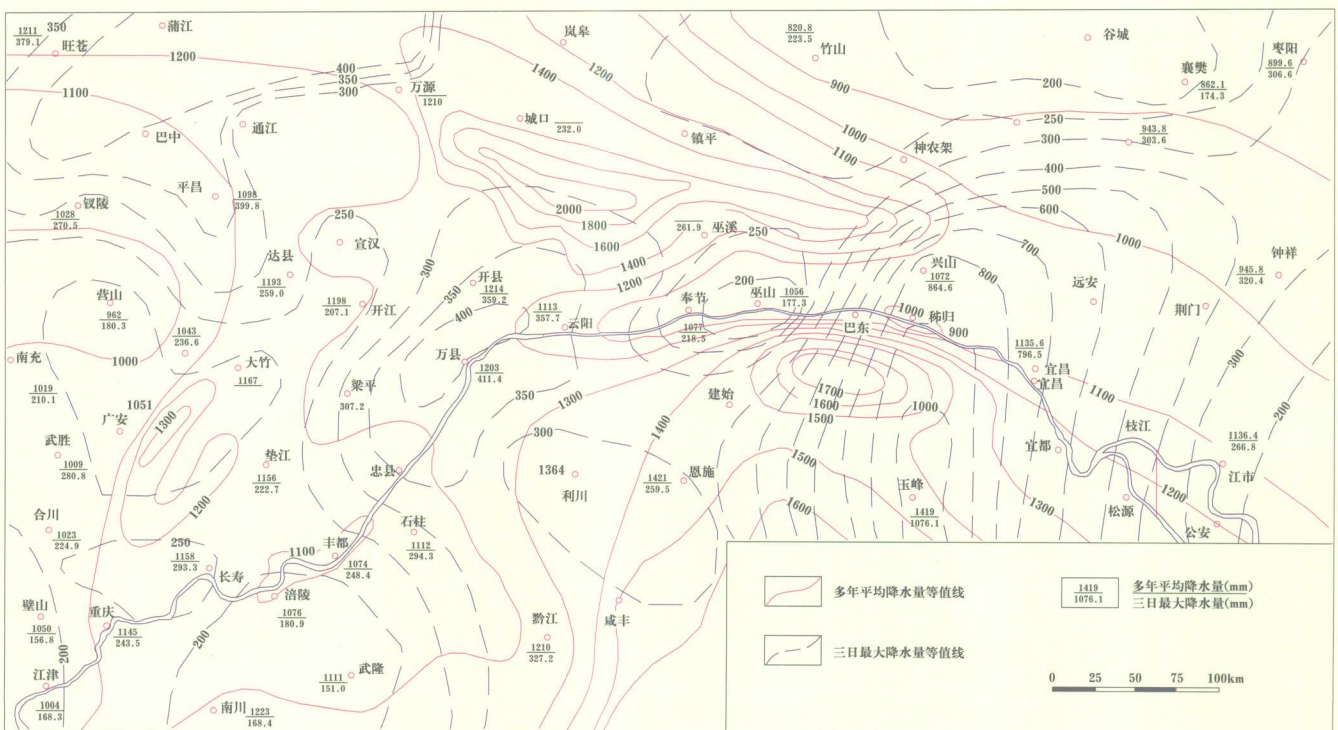 1211
379.1
350
蒲江
旺苍
1200
1100
400
350
300
万源
1210
岚皋
1200
1400
820.8
223.5
竹山
900
谷城
枣阳
899.6
306.6
襄樊
862.1
174.3
200
巴中
通江
城口
232.0
镇平
1000
1100
神农架
250
300
943.8
303.6
400
500
600
平昌
1098
399.8
钗陵
1028
270.5
2000
1800
1600
1400
1200
261.9
巫溪
250
250
宣汉
达县
1193
259.0
300
350
400
开县
1214
359.2
700
1000
钟祥
945.8
320.4
兴山
1072
864.6
800
远安
荆门
营山
962
180.3
1198
207.1
开江
1113
357.7
云阳
奉节
1077
218.5
200
巫山
1056
177.3
巴东
1000
秭归
900
1043
236.6
南充
1000
1019
210.1
大竹
1167
万县
1203
411.4
1135.6
796.5
宜昌
宜昌
300
1100
200
梁平
307.2
350
1300
建始
1700
1600
1500
1000
1051
1300
广安
300
1400
枝江
1136.4
266.8
江市
武胜
1009
280.8
垫江
1156
222.7
忠县
1364
利川
1421
259.5
恩施
1500
宜都
玉峰
1419
1076.1
1600
1300
1200
松源
公安
1200
合川
1023
224.9
250
1158
293.3
长寿
1100
丰都
1074
248.4
石柱
1112
294.3
涪陵
1076
180.9
璧山
1050
156.8
重庆
1145
243.5
200
200
黔江
1210
327.2
咸丰
江津
1004
168.3
武隆
1111
151.0
南川
1223
168.4
多年平均降水量等值线
1419
1076.1
多年平均降水量(mm)
三日最大降水量(mm)
三日最大降水量等值线
0 25 50 75 100km